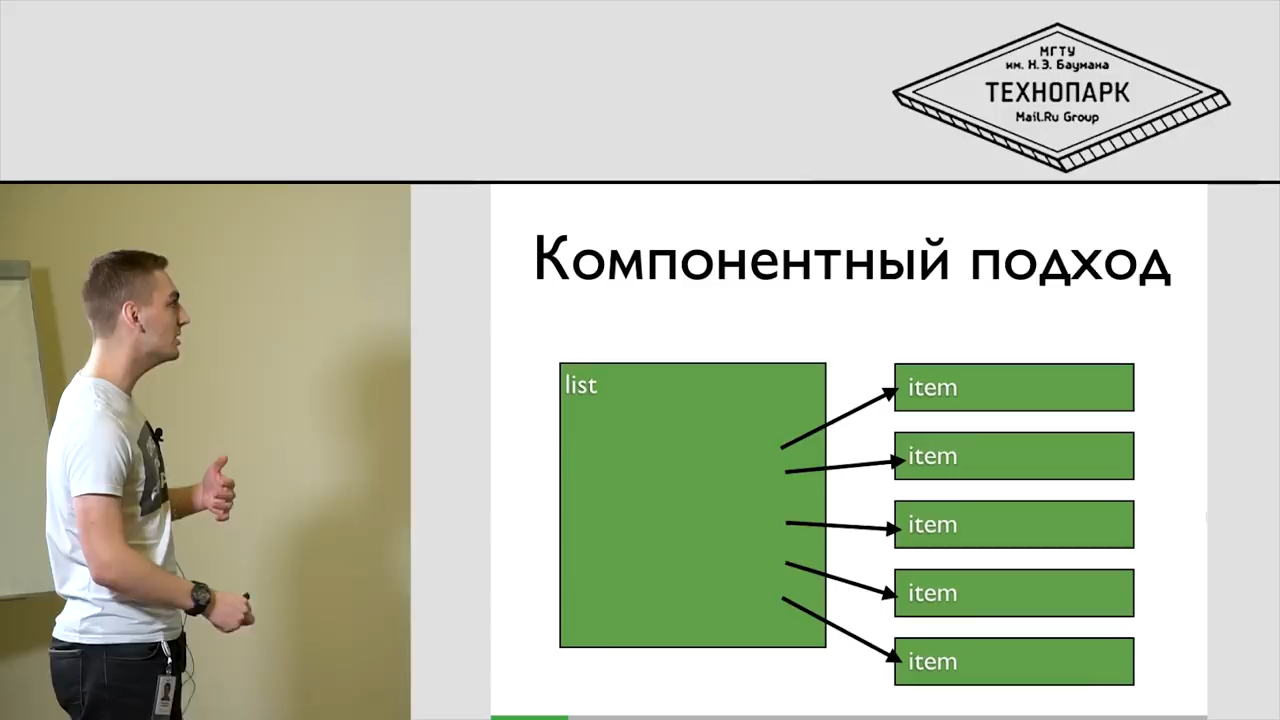 МГТУ
им. Н.Э. Баумана
ТЕХНОПАРК
Mail.Ru Group
Компонентный подход
list
item
item
item
item
item